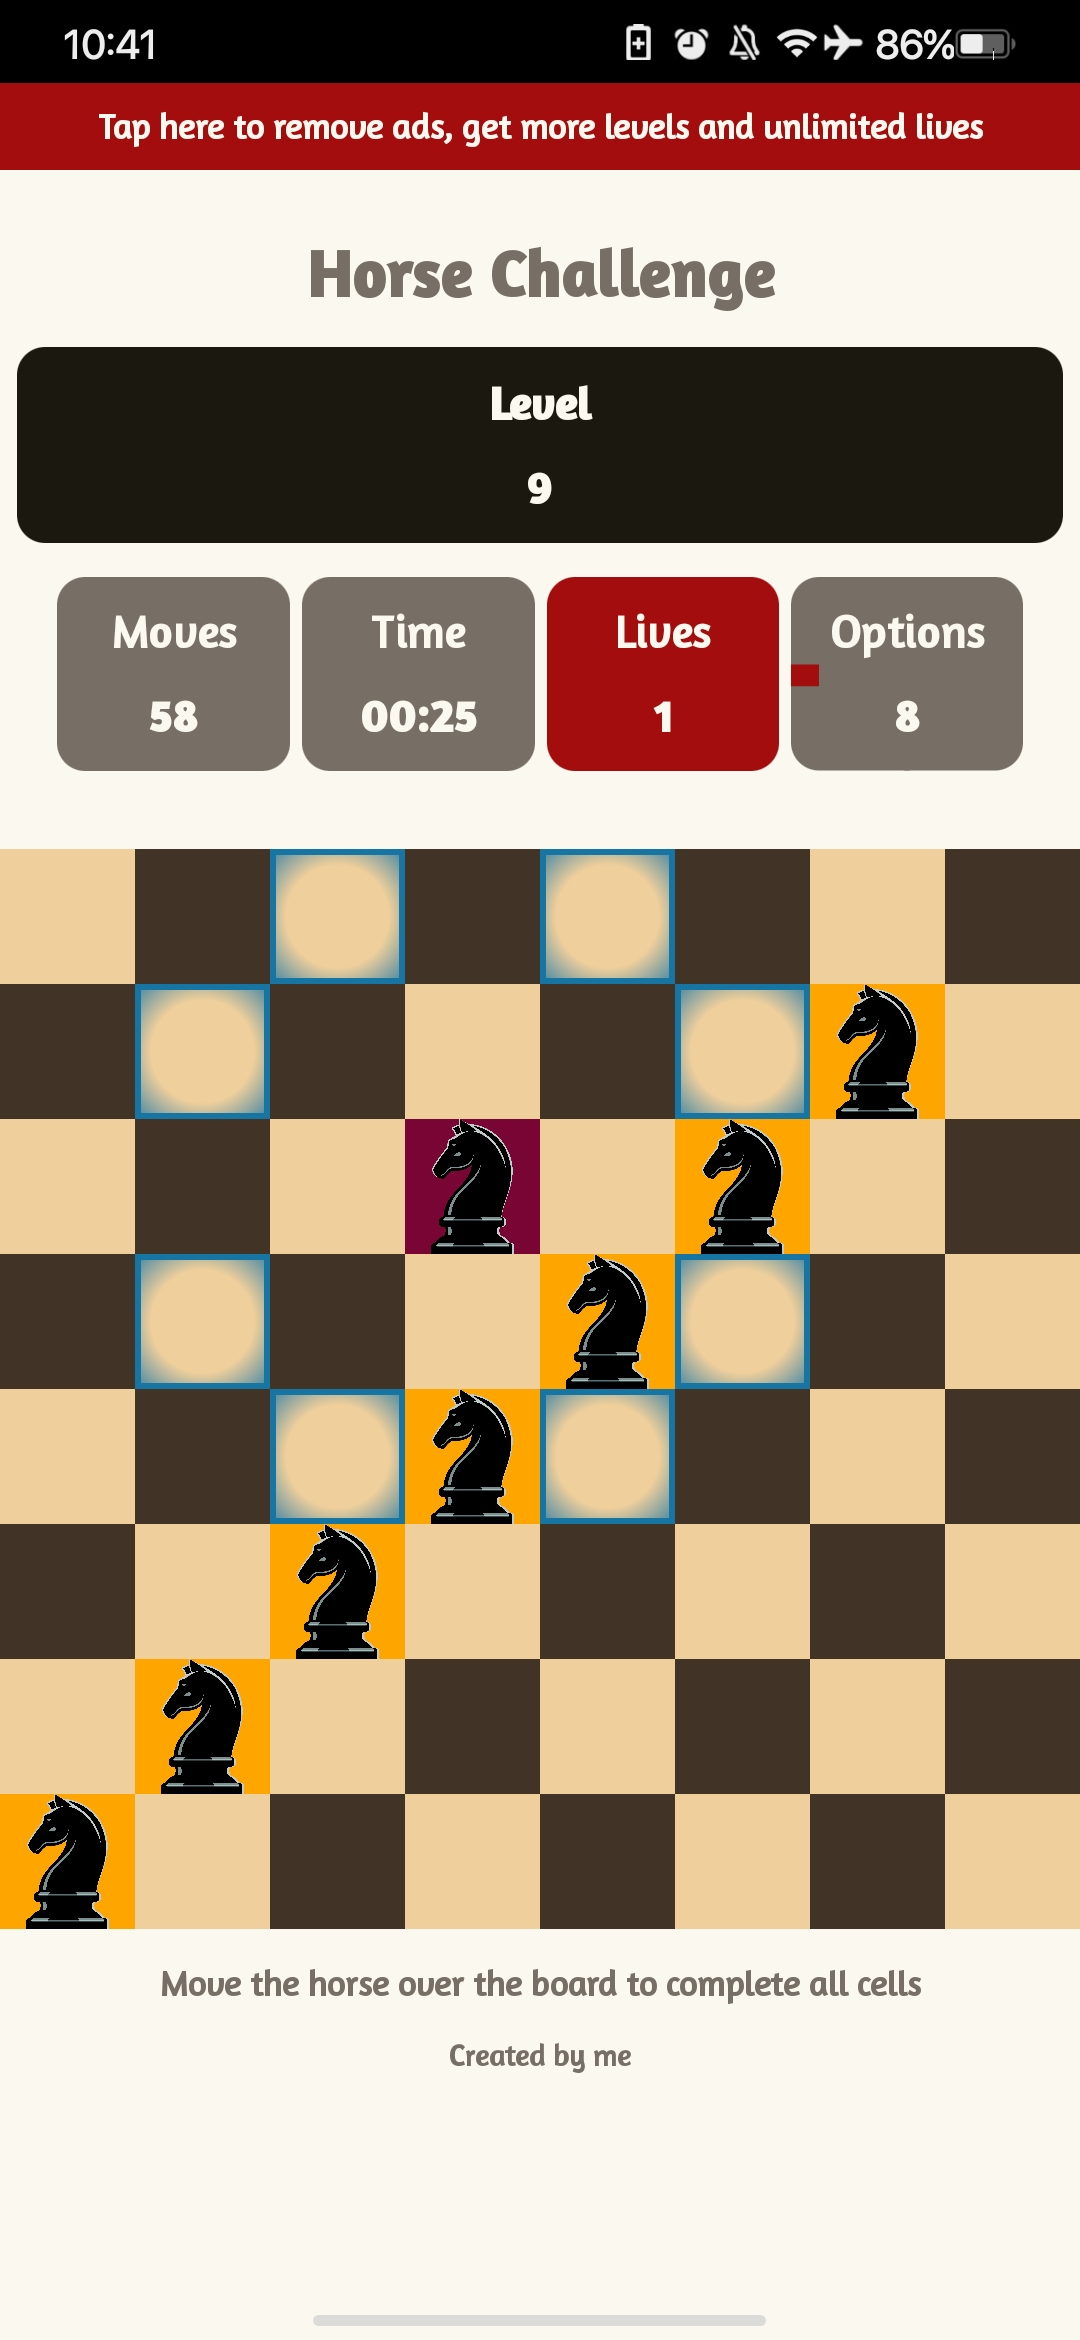 10:41
86%
Tap here to remove ads, get more levels and unlimited lives
Horse Challenge
Level
9
Moves
58
Time
00:25
Lives
1
Options
8
Move the horse over the board to complete all cells
Created by me